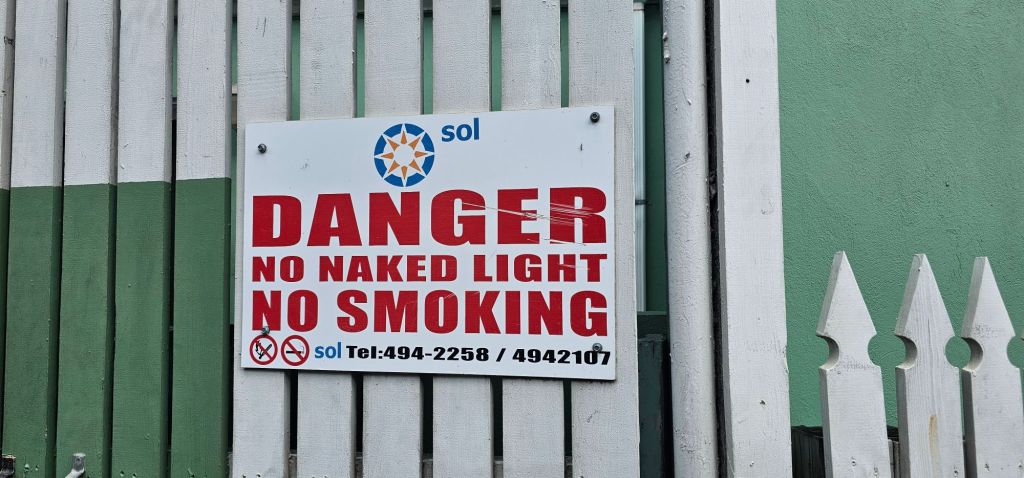 sol
DANGER
NO NAKED LIGHT
NO SMOKING
sol Tel:494-2258 / 4942107